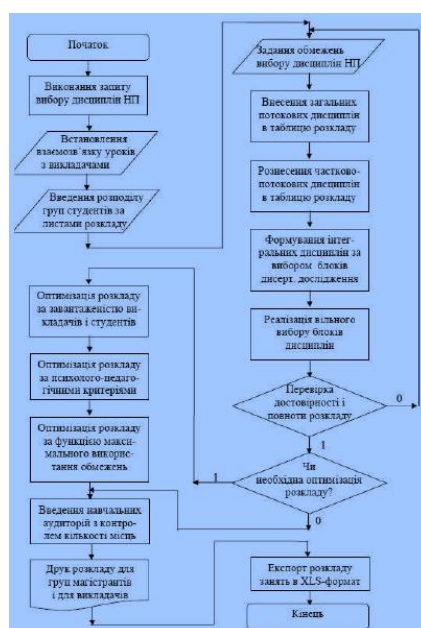 Початок
Виконання запиту
вибору дисциплін НП
Встановлення
взаємозв'язку уроків
з викладачами
Введення розподілу
груп студентів за
листами розкладу
Задання обмежень
вибору дисциплін НП
Внесення загальних
потокових дисциплін
в таблицю розкладу
Рознесення частково-
потокових дисциплін
в таблицю розкладу
Формування інтег-
ральних дисциплін за
вибором блоків
дисерт. дослідження
Реалізація вільного
вибору блоків
дисциплін
Перевірка
достовірності і
повноти розкладу
0
1
Чи
необхідна оптимізація
розкладу?
1
0
Оптимізація розкладу
за завантаженістю ви-
кладачів і студентів
Оптимізація розкладу
за психолого-педаго-
гічними критеріями
Оптимізація розкладу
за функцією макси-
мального викорис-
тання обмежень
Введення навчальних
аудиторій з контро-
лем кількості місць
Друк розкладу для
груп магістрантів
і для викладачів
Експорт розкладу
занять в XLS-формат
Кінець